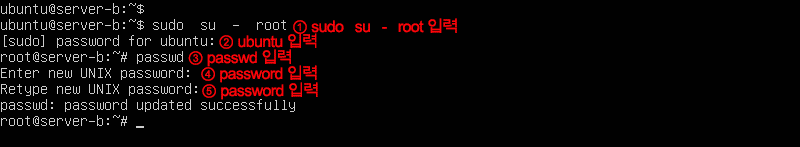 ubuntu@server-b:~$
ubuntu@server-b:~$ sudo su - root ① sudo su - root 입력
[sudo] password for ubuntu: ② ubuntu 입력
root@server-b:~# passwd ③ passwd 입력
Enter new UNIX password: ④ password 입력
Retype new UNIX password: ⑤ password 입력
passwd: password updated successfully
root@server-b:~# _